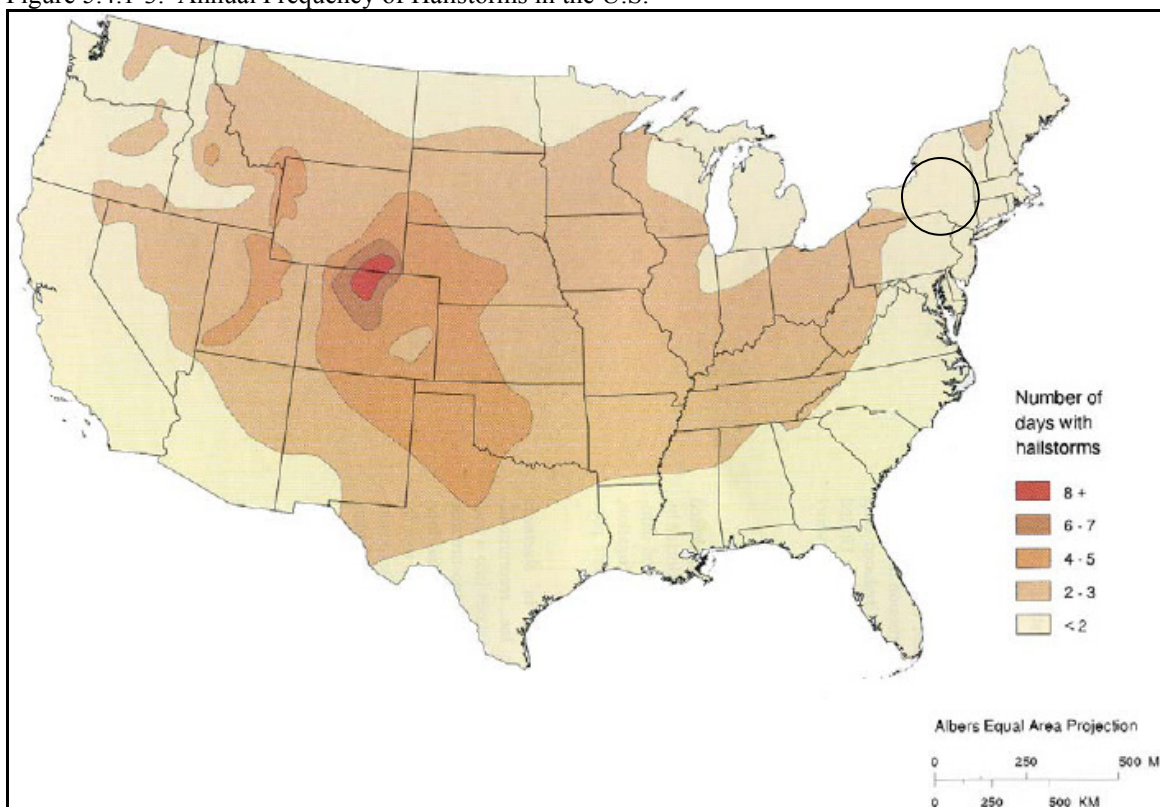 Figure 5.4.1-3.  Annual Frequency of Hailstorms in the U.S.
Number of
days with
hailstorms
8 +
6 - 7
4 - 5
2 - 3
< 2
Albers Equal Area Projection
0 250 500 M
0 250 500 KM